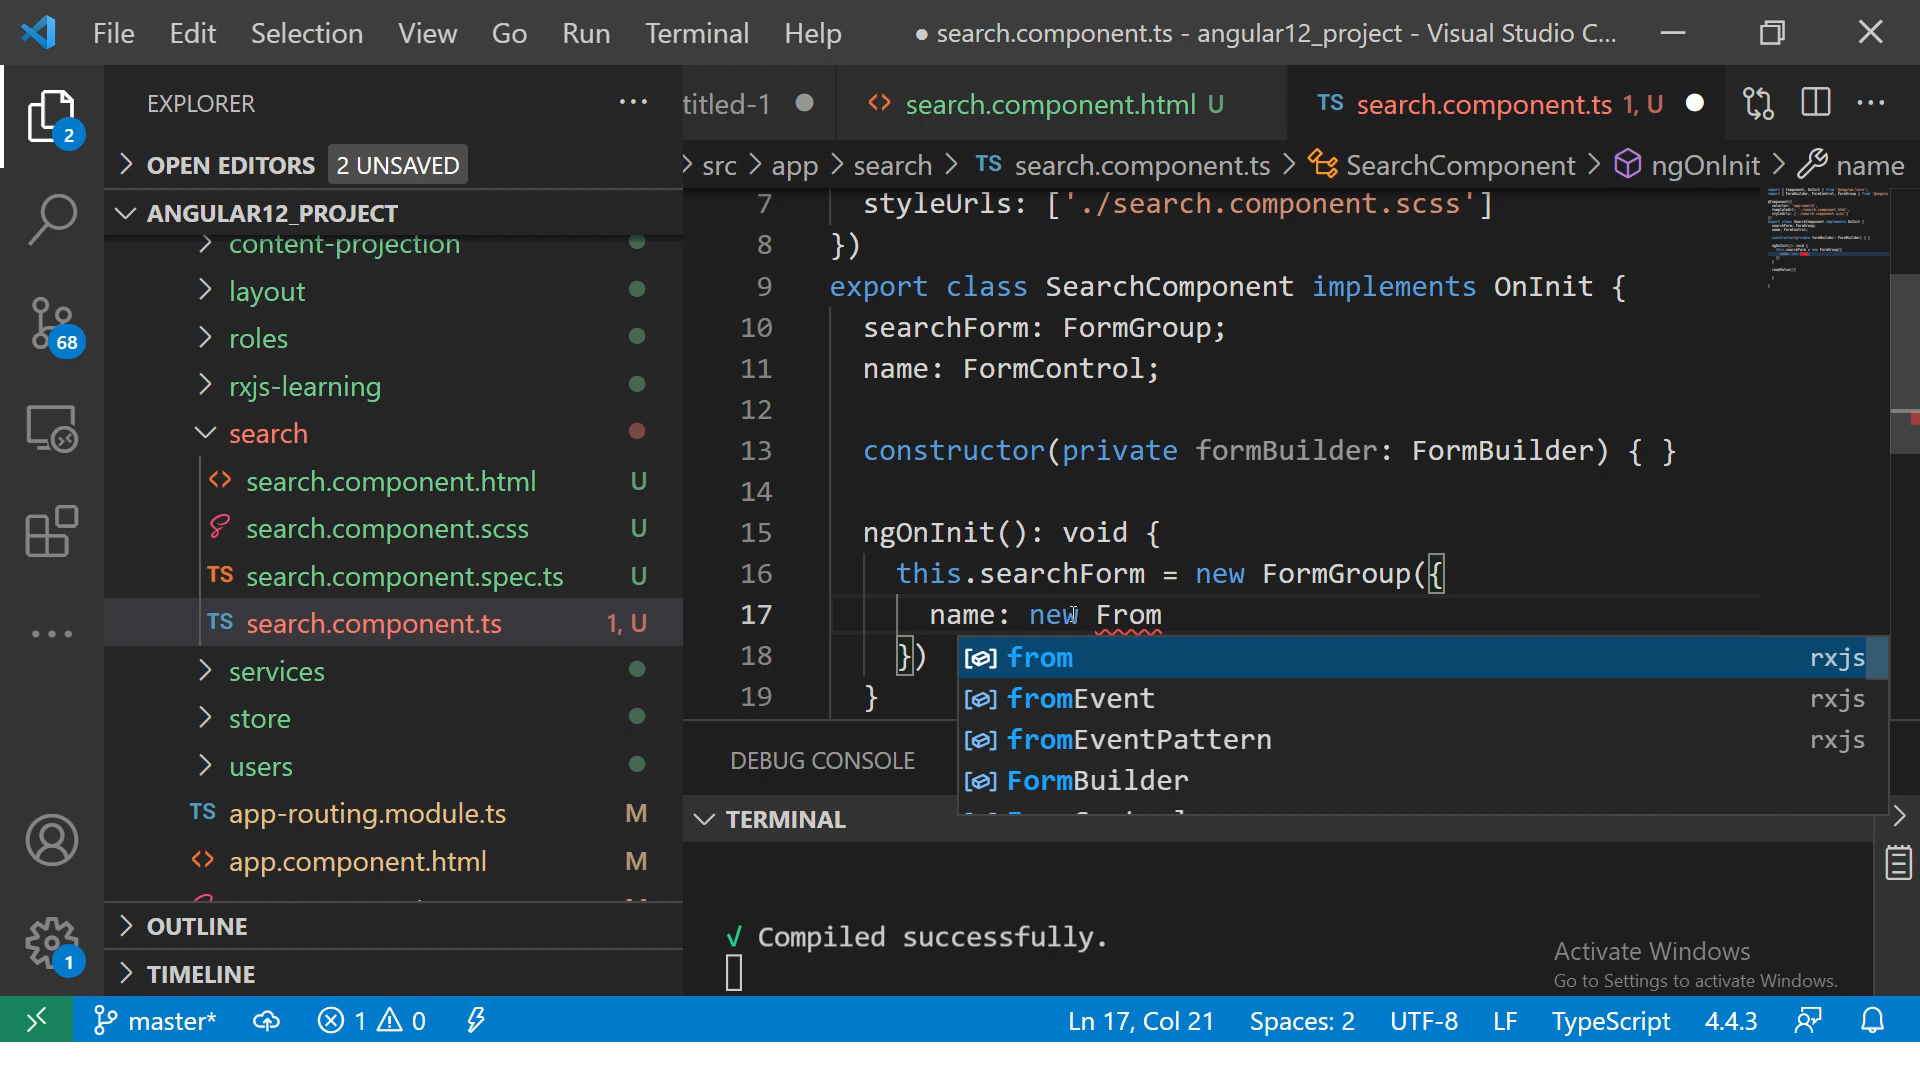 File Edit Selection View Go Run Terminal Help ● search.component.ts - angular12_project - Visual Studio C...
EXPLORER ...
titled-1 ● <> search.component.html U TS search.component.ts 1, U ● ...
2
> OPEN EDITORS 2 UNSAVED
> src > app > search > TS search.component.ts > SearchComponent > ngOnInit > name
ANGULAR12_PROJECT
content-projection
layout
roles
68
rxjs-learning
search
<> search.component.html U
search.component.scss U
TS search.component.spec.ts U
TS search.component.ts 1, U
services
store
users
TS app-routing.module.ts M
<> app.component.html M
OUTLINE
TIMELINE
1
7 styleUrls: ['./search.component.scss']
8 })
9 export class SearchComponent implements OnInit {
10 searchForm: FormGroup;
11 name: FormControl;
12
13 constructor(private formBuilder: FormBuilder) { }
14
15 ngOnInit(): void {
16 this.searchForm = new FormGroup({
17 name: new From
18 })
19 }
from rxjs
fromEvent rxjs
fromEventPattern rxjs
FormBuilder
DEBUG CONSOLE
TERMINAL
√ Compiled successfully.
Activate Windows
Go to Settings to activate Windows.
master* 1 0 Ln 17, Col 21 Spaces: 2 UTF-8 LF TypeScript 4.4.3